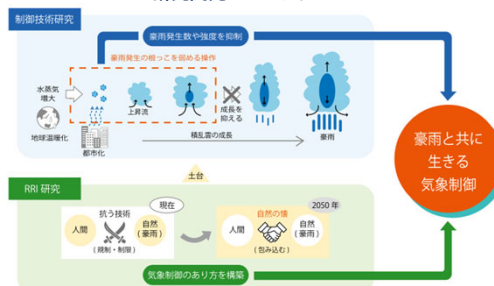 制御技術研究
豪雨発生数や強度を抑制
豪雨発生の根っこを弱める操作
水蒸気
増大
上昇流
成長を
抑える
豪雨
地球温暖化
都市化
積乱雲の成長
豪雨と共に
生きる
気象制御
土台
RRI 研究
現在
2050 年
抗う技術
人間
自然
(豪雨)
(規制・制限)
自然の値
人間
自然
(豪雨)
(包み込む)
気象制御のあり方を構築